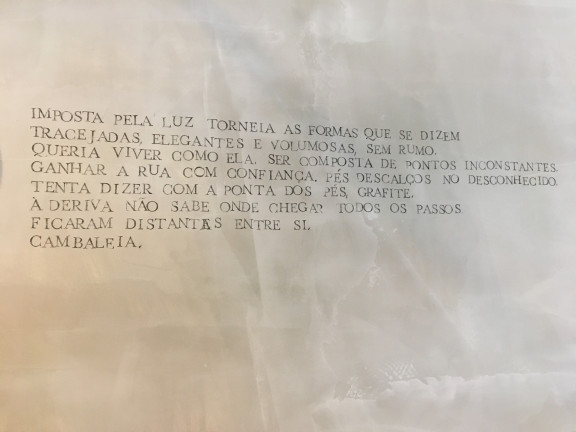 IMPOSTA PELA LUZ TORNEIA AS FORMAS QUE SE DIZEM
TRACEJADAS, ELEGANTES E VOLUMOSAS, SEM RUMO.
QUERIA VIVER COMO ELA. SER COMPOSTA DE PONTOS INCONSTANTES.
GANHAR A RUA COM CONFIANÇA. PÉS DESCALÇOS NO DESCONHECIDO.
TENTA DIZER COM A PONTA DOS PÉS, GRAFITE.
À DERIVA NÃO SABE ONDE CHEGAR TODOS OS PASSOS.
FICARAM DISTANTES ENTRE SI.
CAMBALEIA.